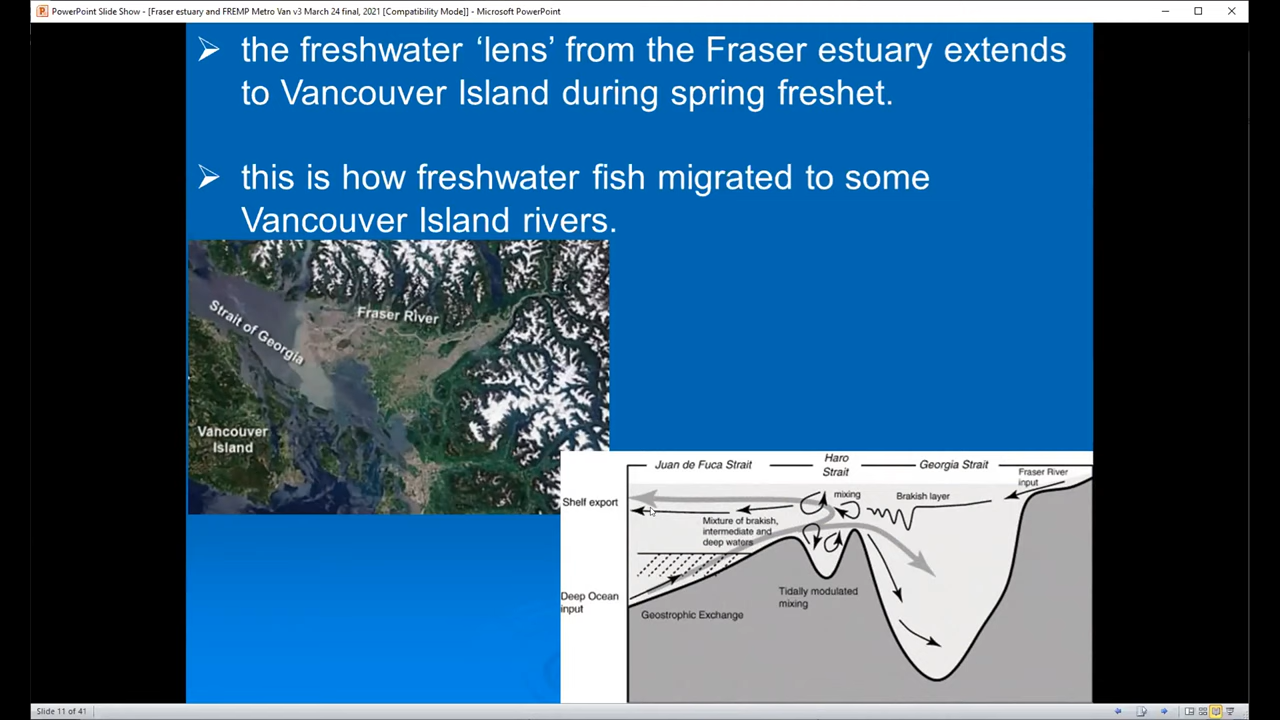 PowerPoint Slide Show - [Fraser estuary and FREMP Metro Van v3 March 24 final, 2021 [Compatibility Mode]] - Microsoft PowerPoint
➢ the freshwater ‘lens’ from the Fraser estuary extends
to Vancouver Island during spring freshet.
➢ this is how freshwater fish migrated to some
Vancouver Island rivers.
Fraser River
Strait of Georgia
Vancouver
Island
Juan de Fuca Strait
Haro
Strait
Georgia Strait
Fraser River
input
Shelf export
mixing
Brakish layer
Mixture of brakish,
intermediate and
deep waters
Deep Ocean
input
Geostrophic Exchange
Tidally modulated
mixing
Slide 11 of 41